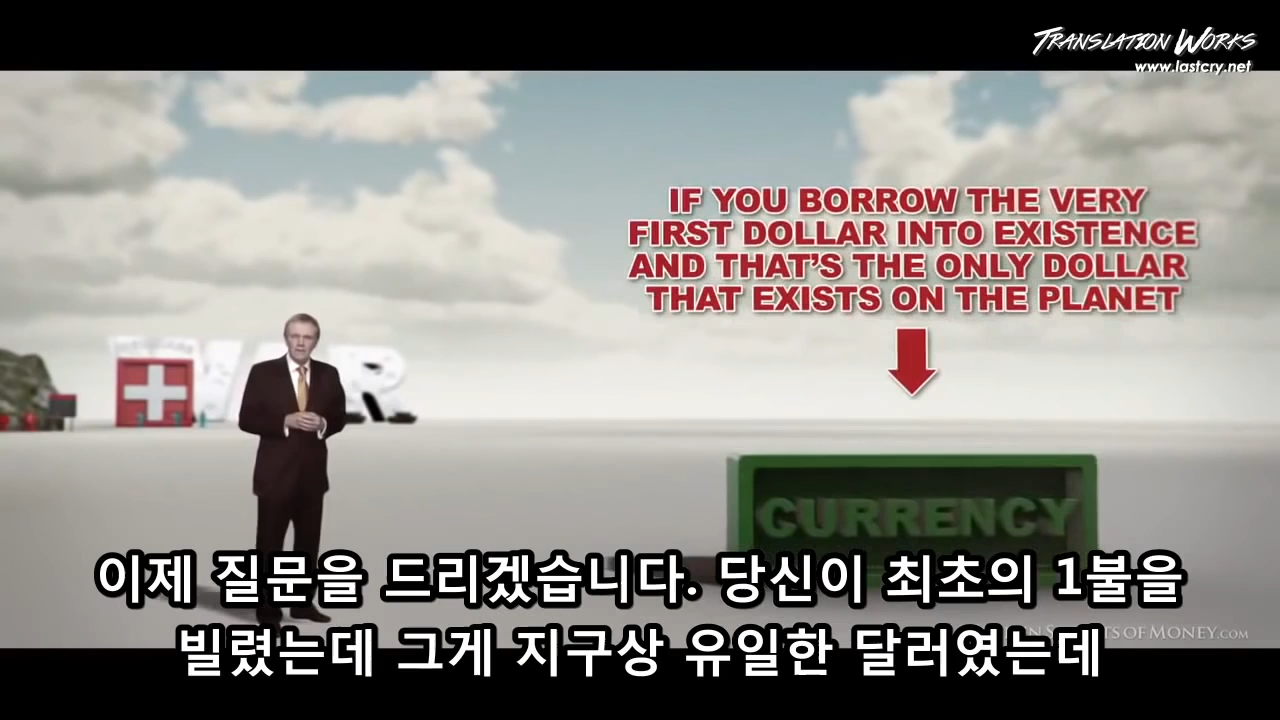 TRANSLATION WORKS
www.lastcry.net
IF YOU BORROW THE VERY
FIRST DOLLAR INTO EXISTENCE
AND THAT'S THE ONLY DOLLAR
THAT EXISTS ON THE PLANET
CURRENCY
이제 질문을 드리겠습니다. 당신이 최초의 1불을
빌렸는데 그게 지구상 유일한 달러였는데
OFMONEY.COM